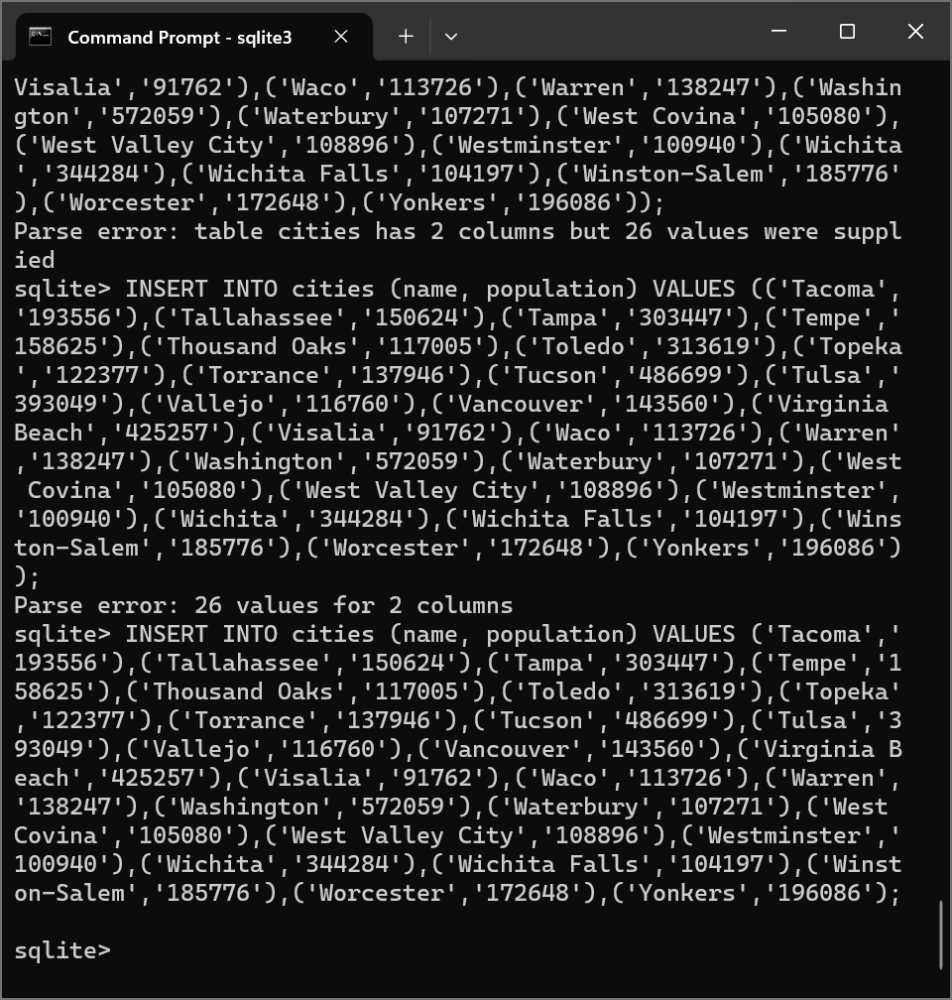 Command Prompt - sqlite3
Visalia','91762'),('Waco','113726'),('Warren','138247'),('Washin
gton','572059'),('Waterbury','107271'),('West Covina','105080'),
('West Valley City','108896'),('Westminster','100940'),('Wichita
','344284'),('Wichita Falls','104197'),('Winston-Salem','185776'
),('Worcester','172648'),('Yonkers','196086'));
Parse error: table cities has 2 columns but 26 values were suppl
ied
sqlite> INSERT INTO cities (name, population) VALUES (('Tacoma',
'193556'),('Tallahassee','150624'),('Tampa','303447'),('Tempe','
158625'),('Thousand Oaks','117005'),('Toledo','313619'),('Topeka
','122377'),('Torrance','137946'),('Tucson','486699'),('Tulsa','
393049'),('Vallejo','116760'),('Vancouver','143560'),('Virginia
Beach','425257'),('Visalia','91762'),('Waco','113726'),('Warren'
,'138247'),('Washington','572059'),('Waterbury','107271'),('West
 Covina','105080'),('West Valley City','108896'),('Westminster',
'100940'),('Wichita','344284'),('Wichita Falls','104197'),('Wins
ton-Salem','185776'),('Worcester','172648'),('Yonkers','196086')
);
Parse error: 26 values for 2 columns
sqlite> INSERT INTO cities (name, population) VALUES ('Tacoma','
193556'),('Tallahassee','150624'),('Tampa','303447'),('Tempe','1
58625'),('Thousand Oaks','117005'),('Toledo','313619'),('Topeka'
,'122377'),('Torrance','137946'),('Tucson','486699'),('Tulsa','3
93049'),('Vallejo','116760'),('Vancouver','143560'),('Virginia B
each','425257'),('Visalia','91762'),('Waco','113726'),('Warren',
'138247'),('Washington','572059'),('Waterbury','107271'),('West
Covina','105080'),('West Valley City','108896'),('Westminster','
100940'),('Wichita','344284'),('Wichita Falls','104197'),('Winst
on-Salem','185776'),('Worcester','172648'),('Yonkers','196086');
sqlite>